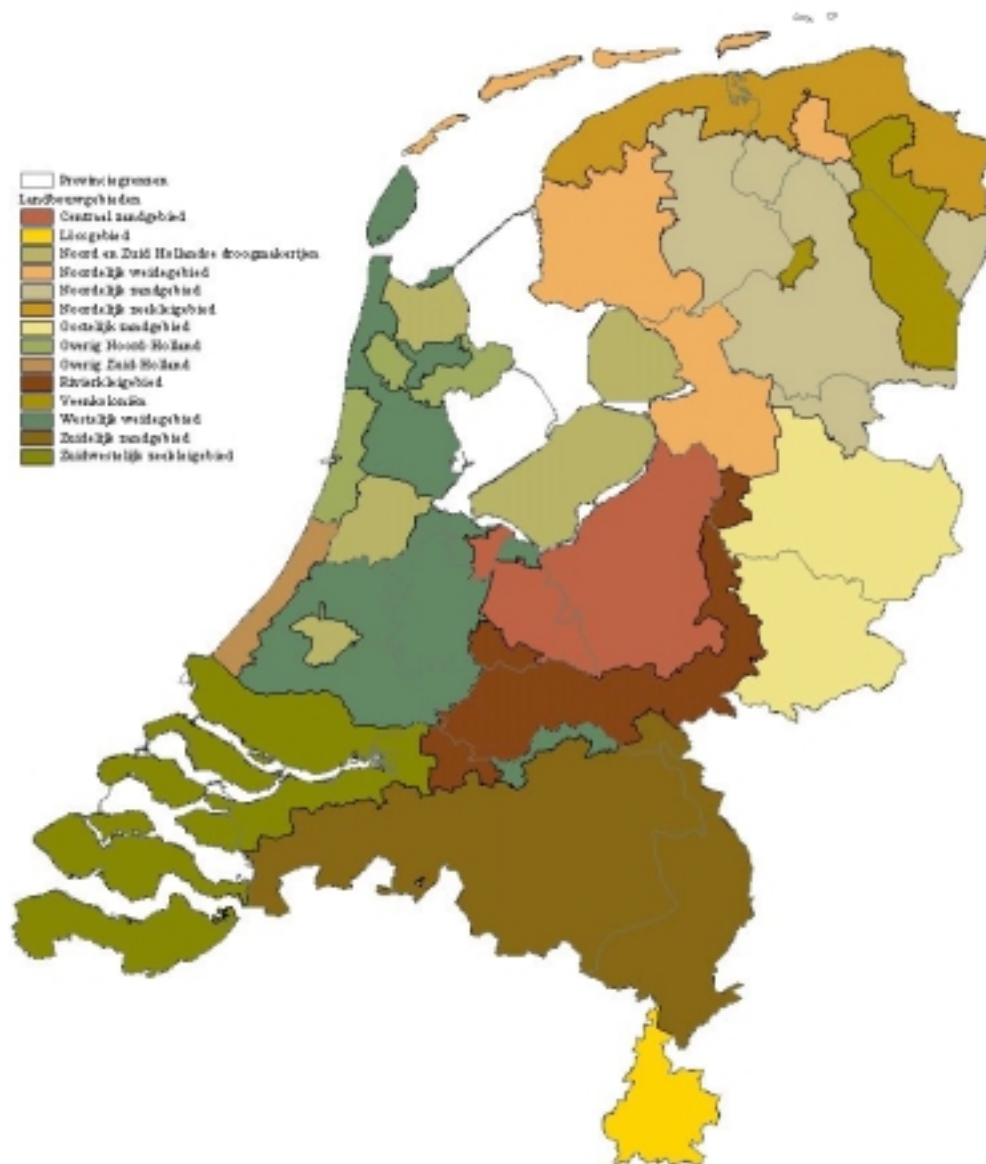 Provinciegrenzen
Landbouwgebieden
Centraal zandgebied
Lössgebied
Noord en Zuid Hollandse droogmakerijen
Noordelijk weidegebied
Noordelijk zandgebied
Noordelijk zeekleigebied
Oostelijk zandgebied
Overig Noord-Holland
Overig Zuid-Holland
Rivierkleigebied
Veenkoloniën
Westelijk weidegebied
Zuidelijk zandgebied
Zuidwestelijk zeekleigebied